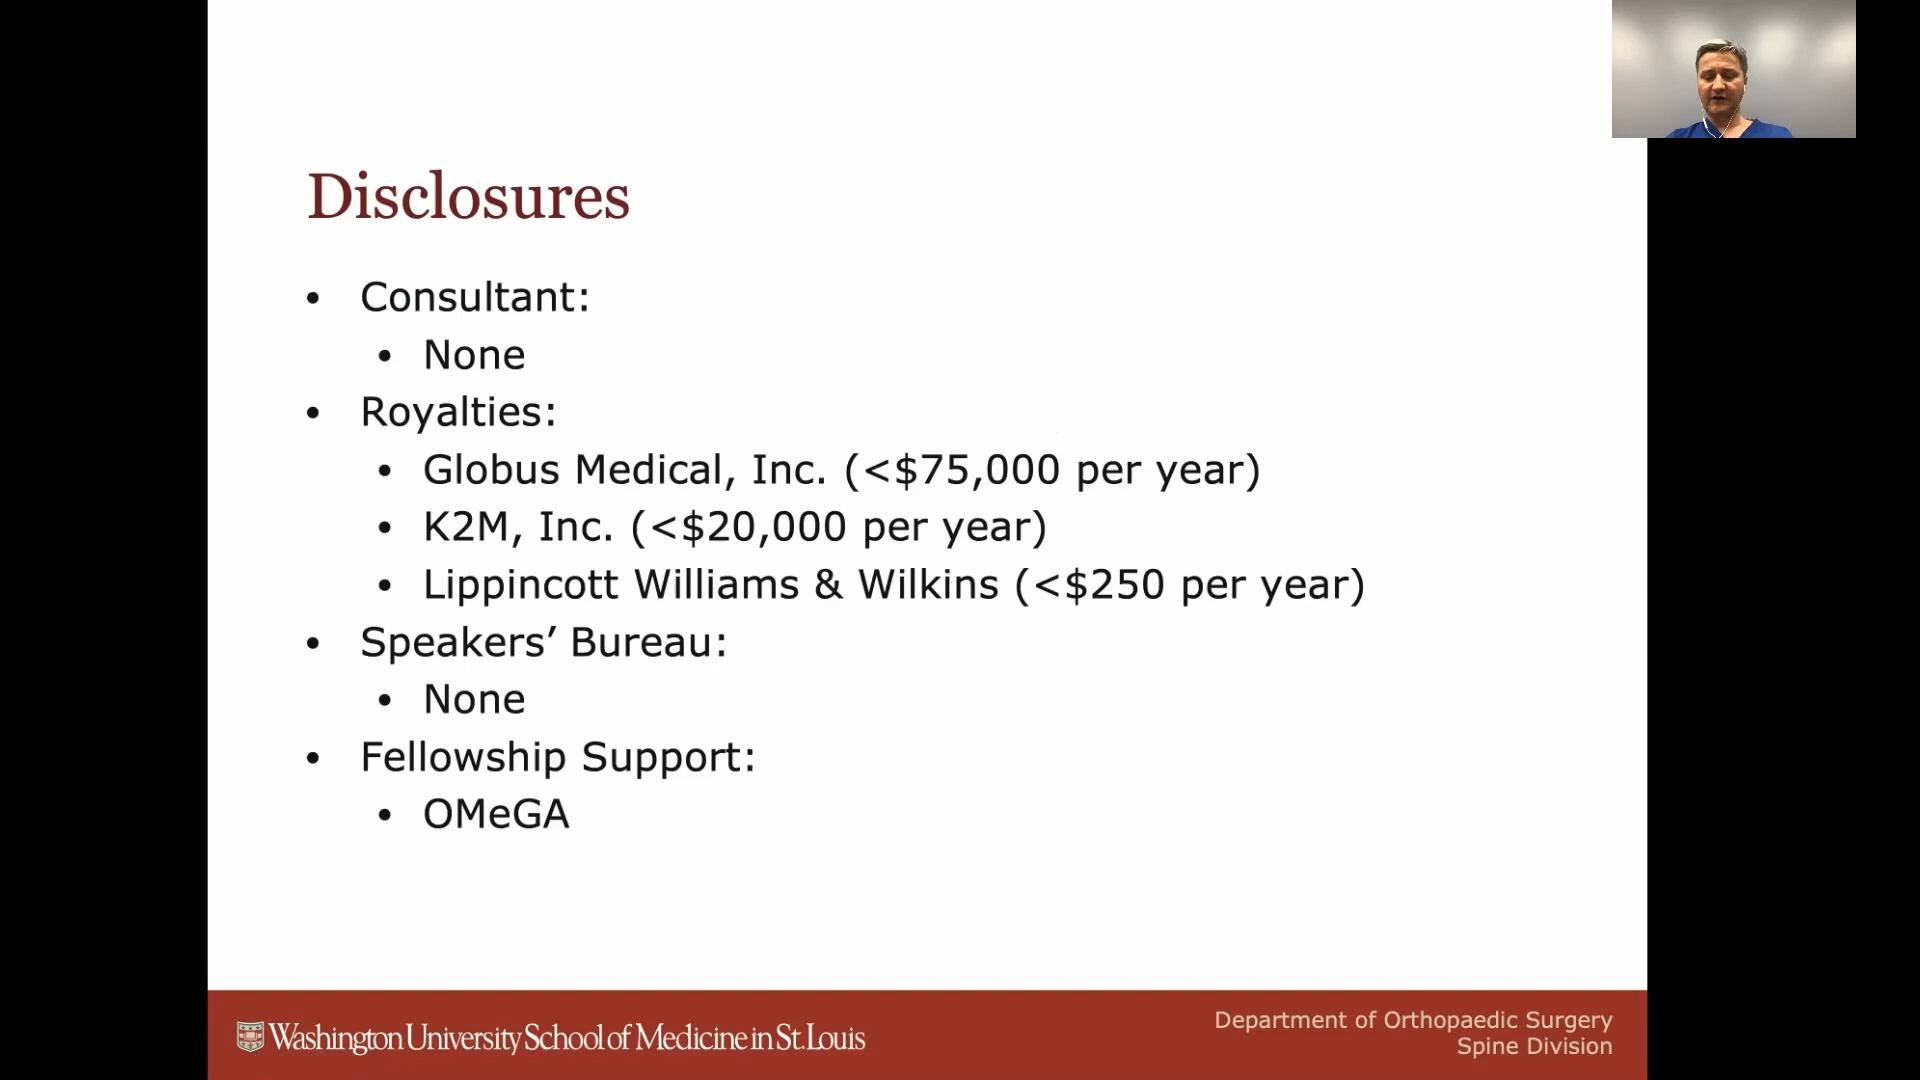 Disclosures
• Consultant:
• None
• Royalties:
• Globus Medical, Inc. (<$75,000 per year)
• K2M, Inc. (<$20,000 per year)
• Lippincott Williams & Wilkins (<$250 per year)
• Speakers’ Bureau:
• None
• Fellowship Support:
• OMeGA
Washington University School of Medicine in St. Louis
Department of Orthopaedic Surgery
Spine Division